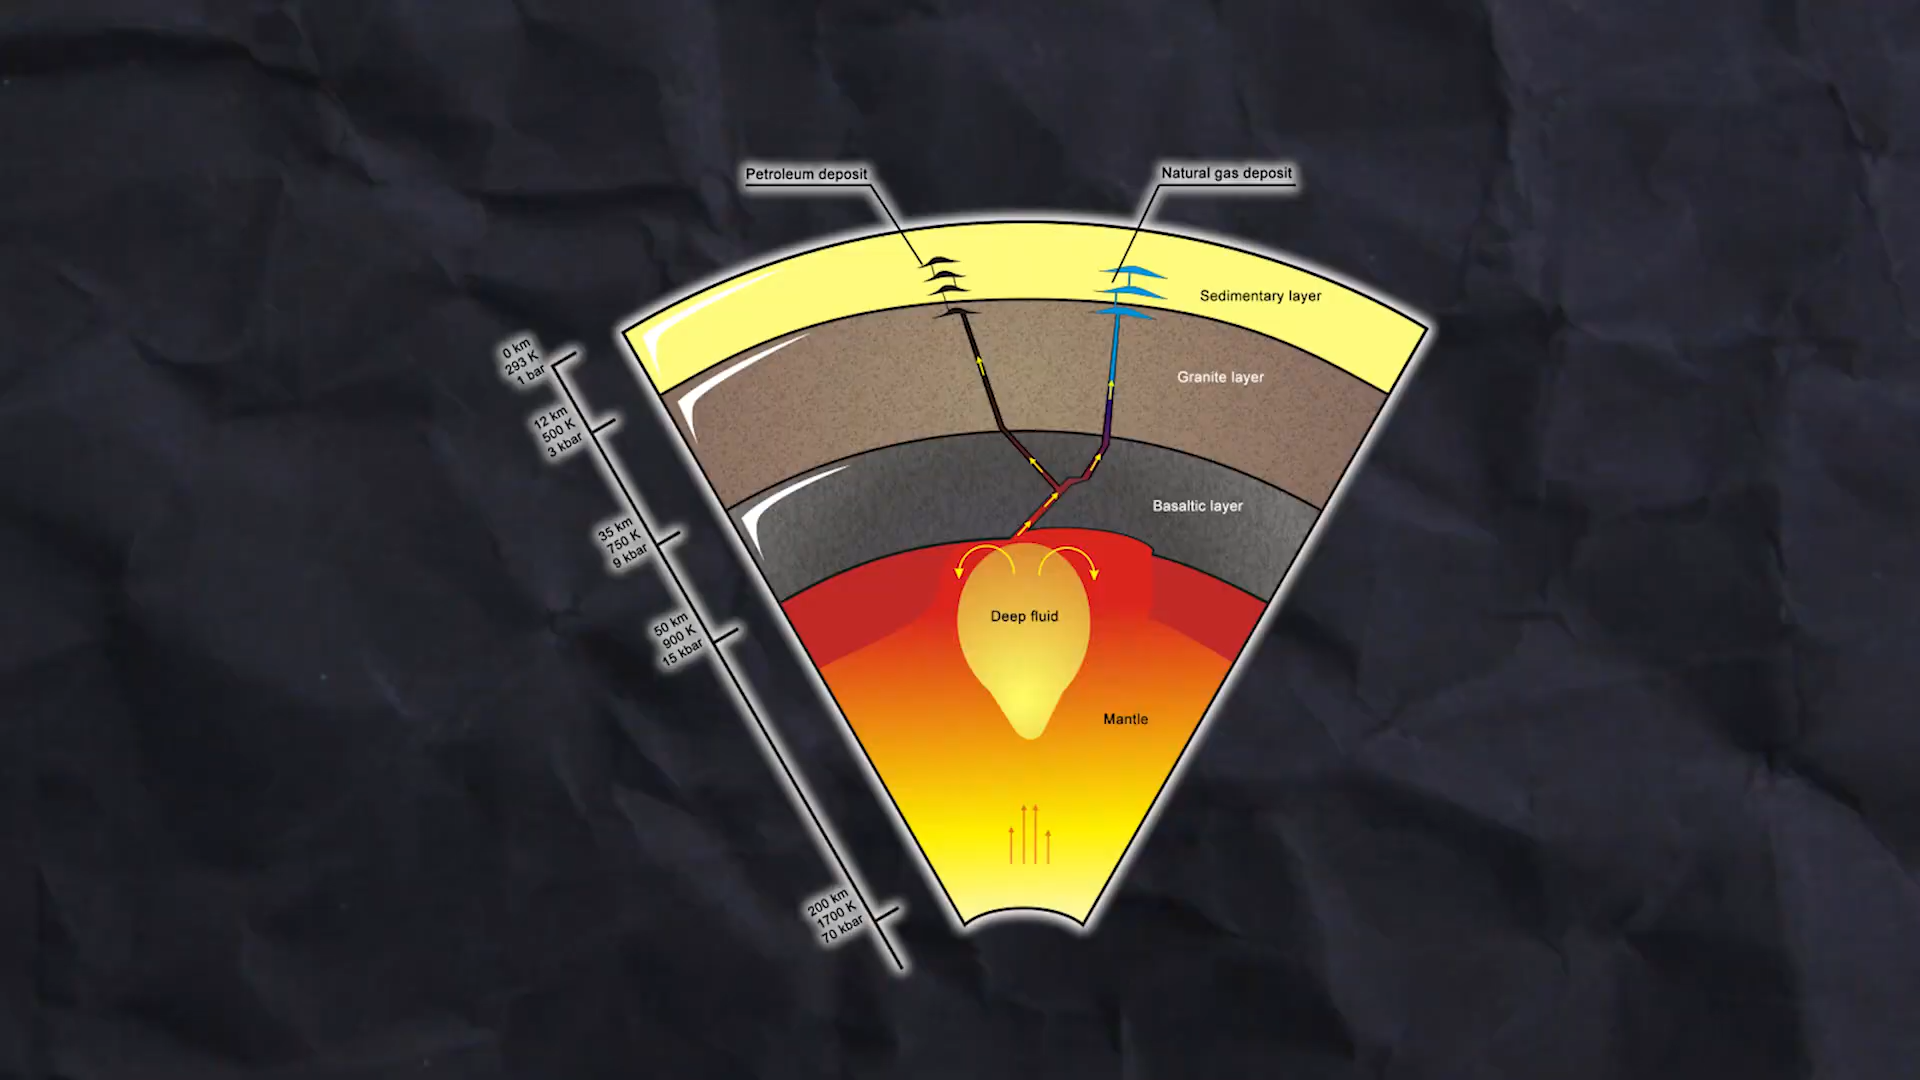 Petroleum deposit
Natural gas deposit
Sedimentary layer
0 km
293 K
1 bar
Granite layer
12 km
500 K
3 kbar
Basaltic layer
35 km
750 K
9 kbar
Deep fluid
50 km
900 K
15 kbar
Mantle
200 km
1700 K
70 kbar